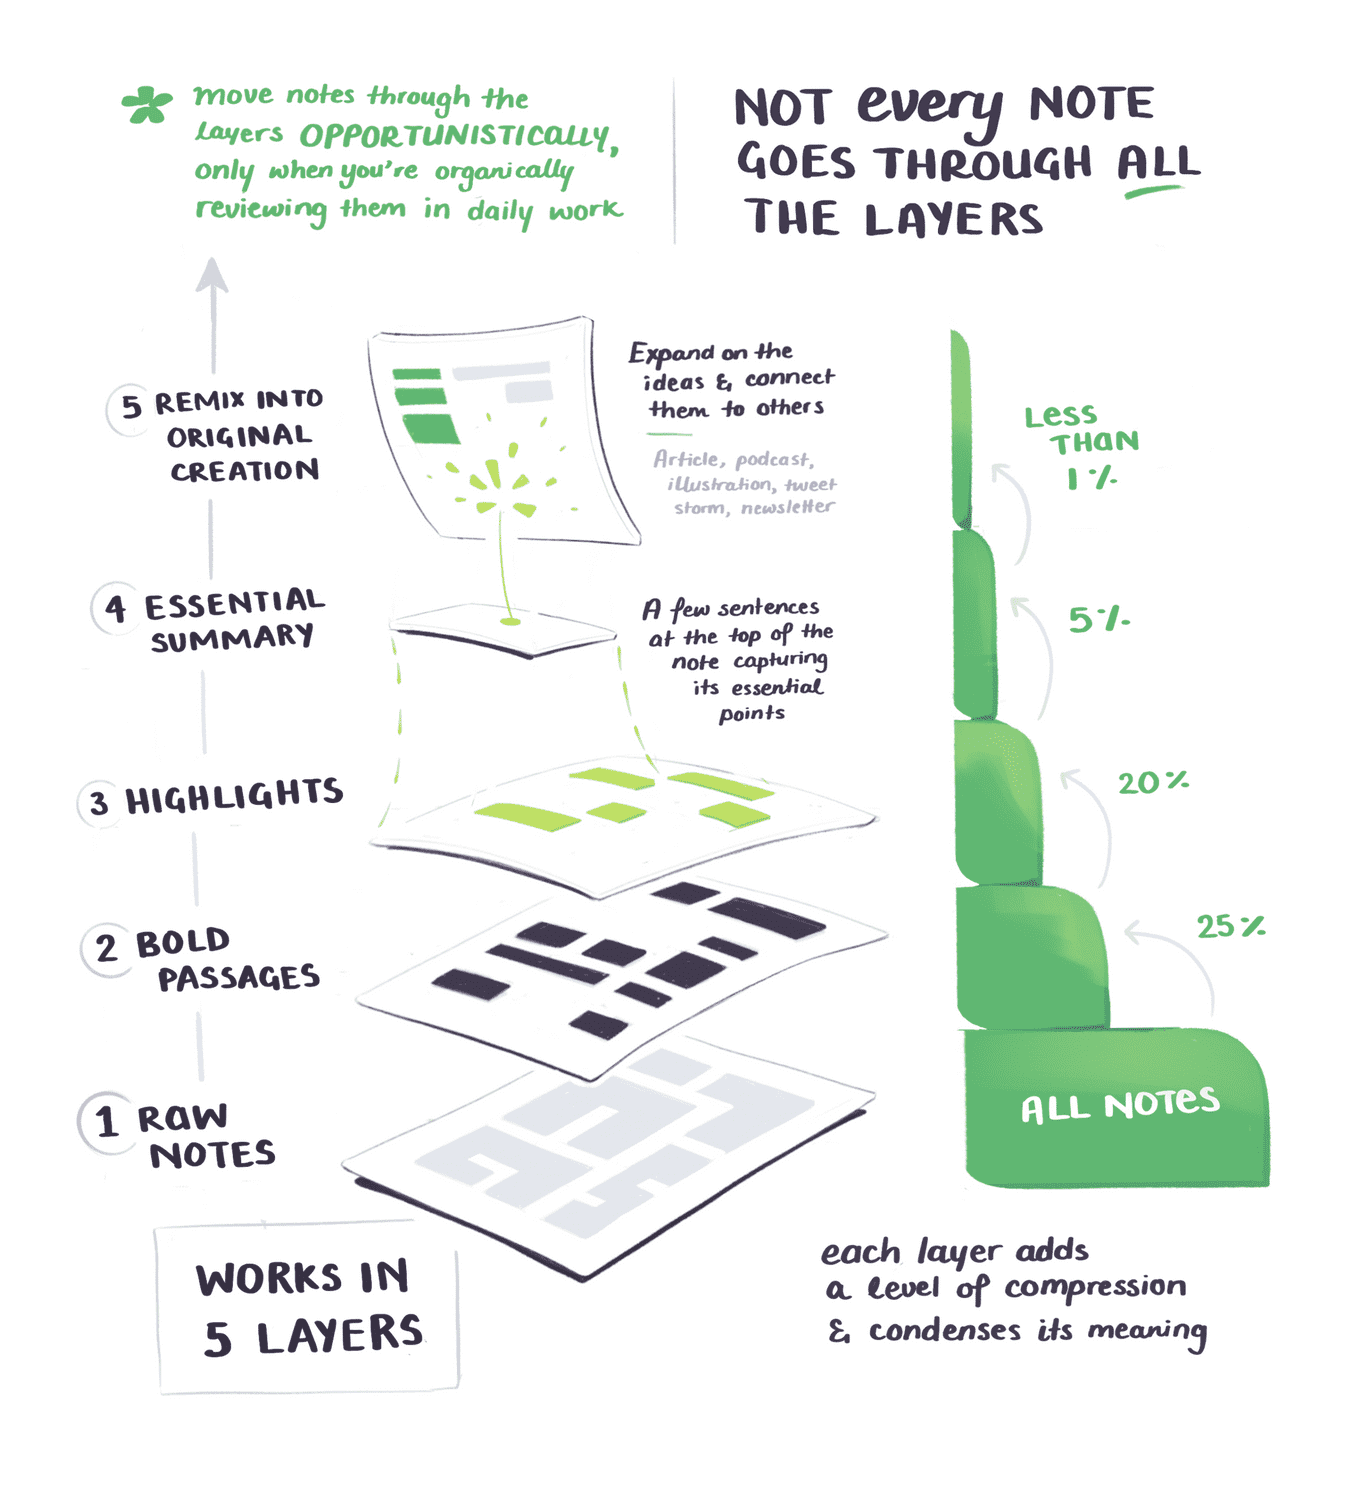 move notes through the
layers OPPORTUNISTICALLY,
only when you're organically
reviewing them in daily work
NOT every NOTE
GOES THROUGH ALL
THE LAYERS
5 REMIX INTO
ORIGINAL
CREATION
Expand on the
ideas & connect
them to others
Article, podcast,
illustration, tweet
storm, newsletter
LESS
THAN
1%
4 ESSENTIAL
SUMMARY
A few sentences
at the top of the
note capturing
its essential
points
5%
3 HIGHLIGHTS
20%
2 BOLD
PASSAGES
25%
1 RAW
NOTES
ALL NOTES
WORKS IN
5 LAYERS
each layer adds
a level of compression
& condenses its meaning